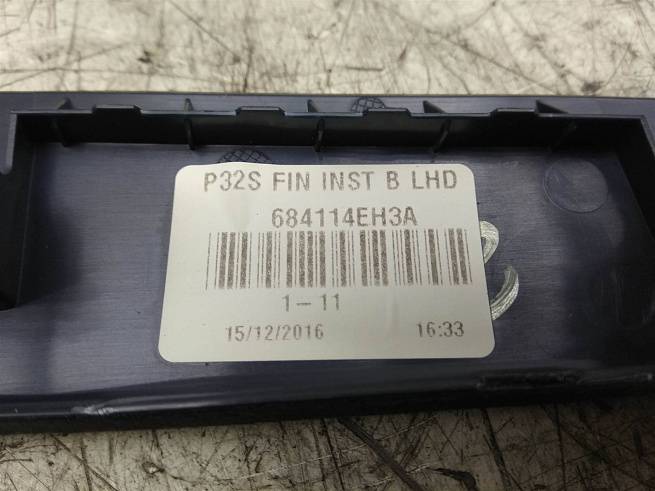 P32S FIN INST B LHD
684114EH3A
1-11
15/12/2016 16:33